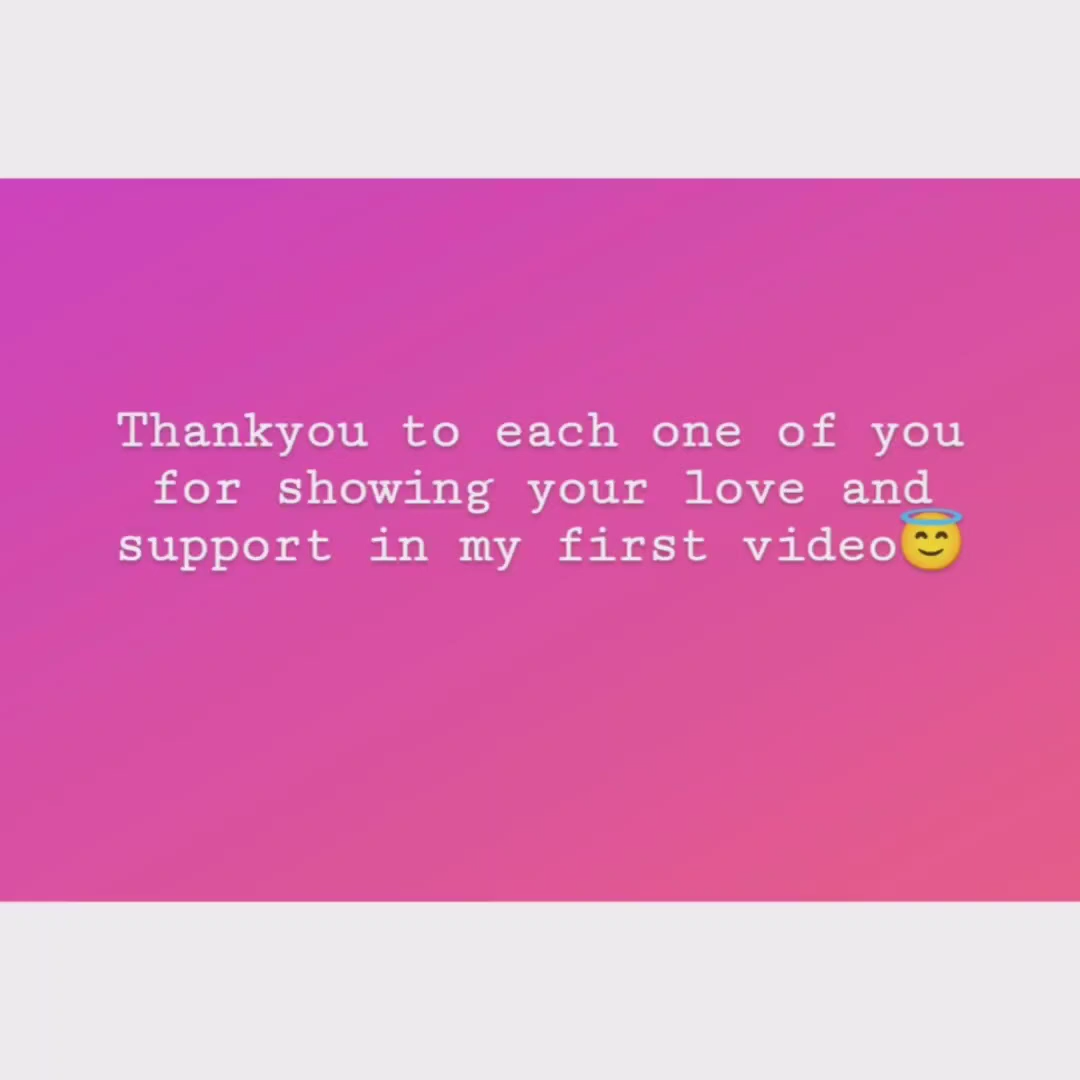 Thankyou to each one of you
for showing your love and
support in my first video😇